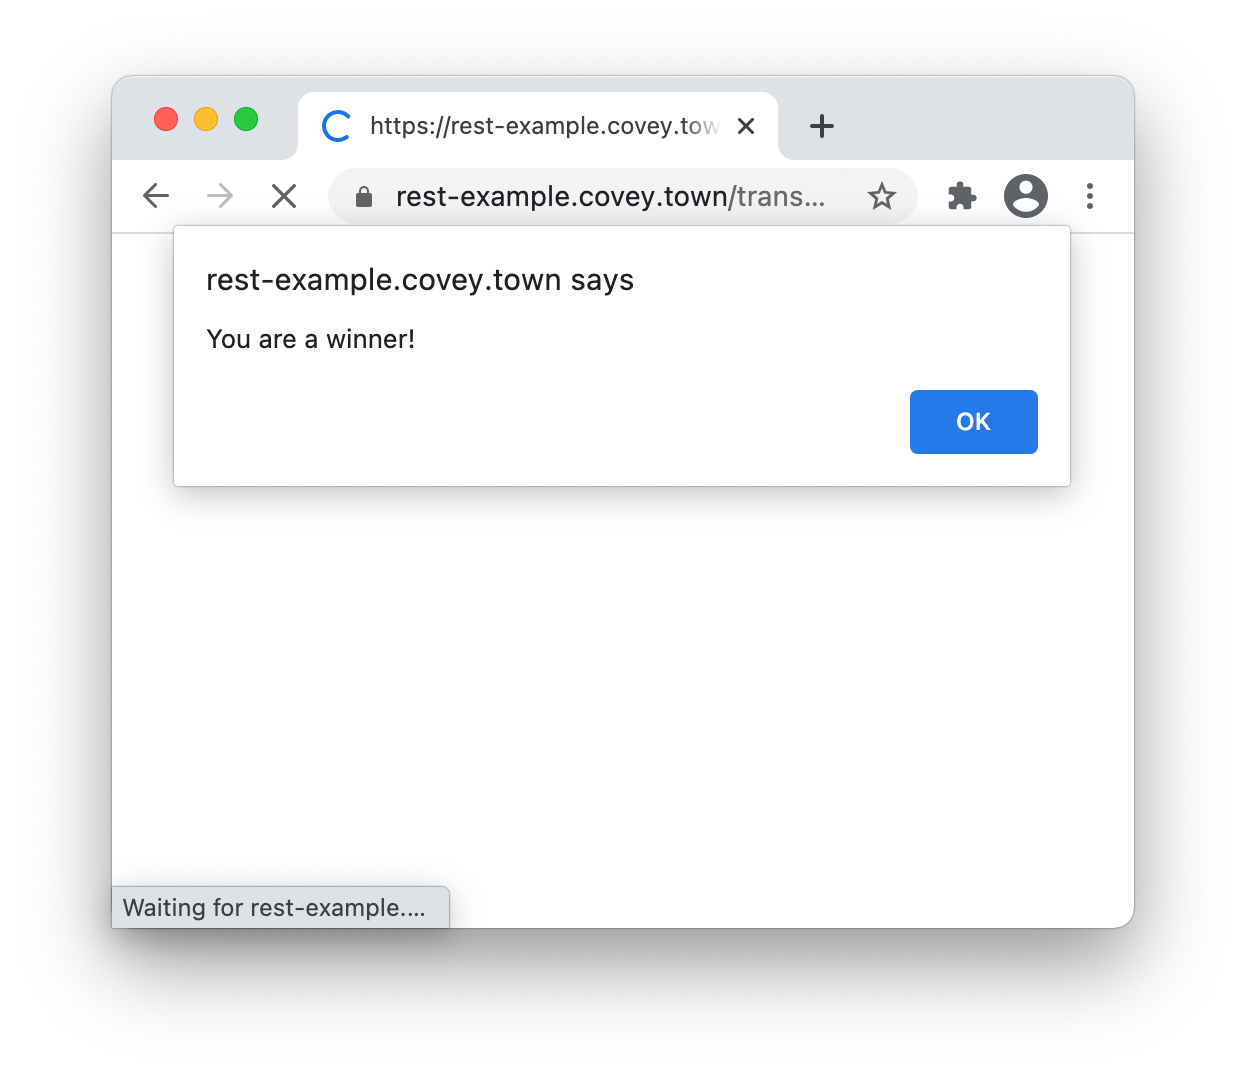 https://rest-example.covey.tow
rest-example.covey.town/trans...
rest-example.covey.town says
You are a winner!
OK
Waiting for rest-example....